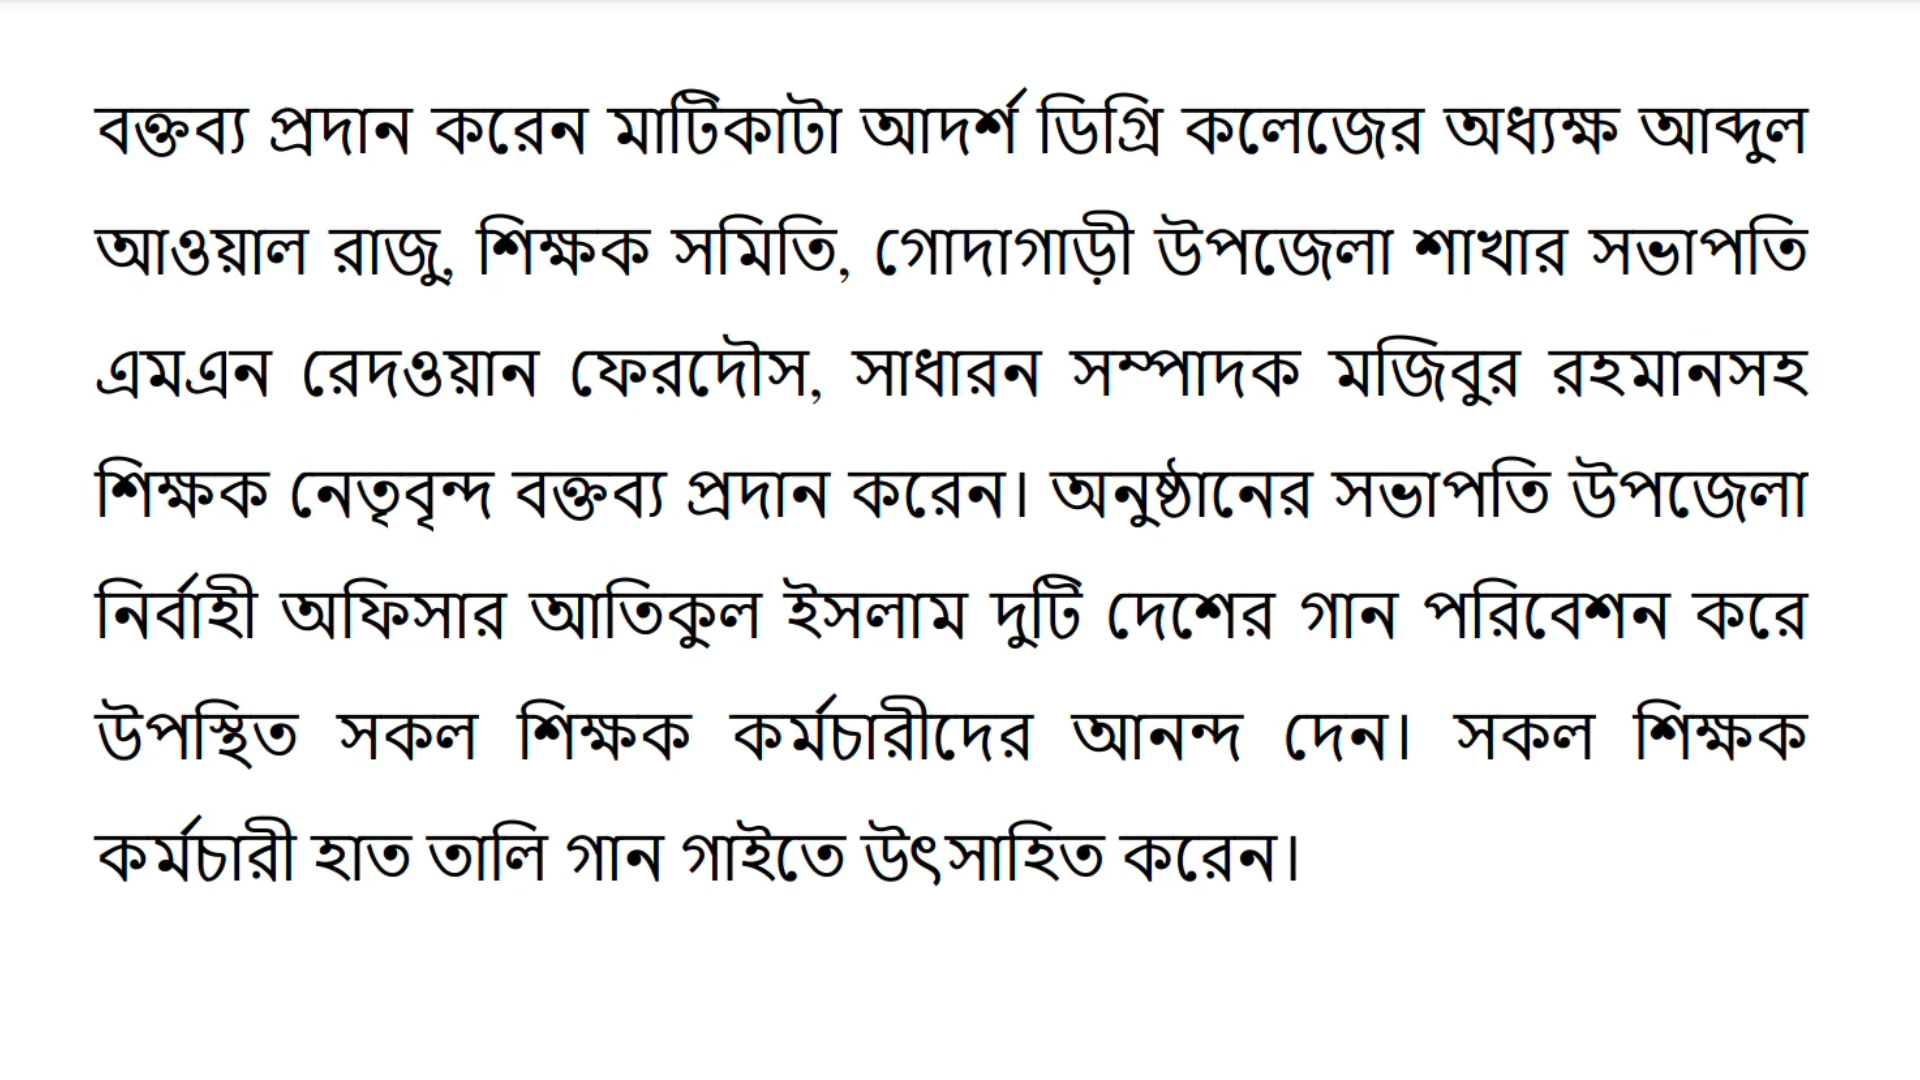 বক্তব্য প্রদান করেন মাটিকাটা আদর্শ ডিগ্রি কলেজের অধ্যক্ষ আব্দুল
আওয়াল রাজু, শিক্ষক সমিতি, গোদাগাড়ী উপজেলা শাখার সভাপতি
এমএন রেদওয়ান ফেরদৌস, সাধারন সম্পাদক মজিবুর রহমানসহ
শিক্ষক নেতৃবৃন্দ বক্তব্য প্রদান করেন। অনুষ্ঠানের সভাপতি উপজেলা
নির্বাহী অফিসার আতিকুল ইসলাম দুটি দেশের গান পরিবেশন করে
উপস্থিত সকল শিক্ষক কর্মচারীদের আনন্দ দেন। সকল শিক্ষক
কর্মচারী হাত তালি গান গাইতে উৎসাহিত করেন।